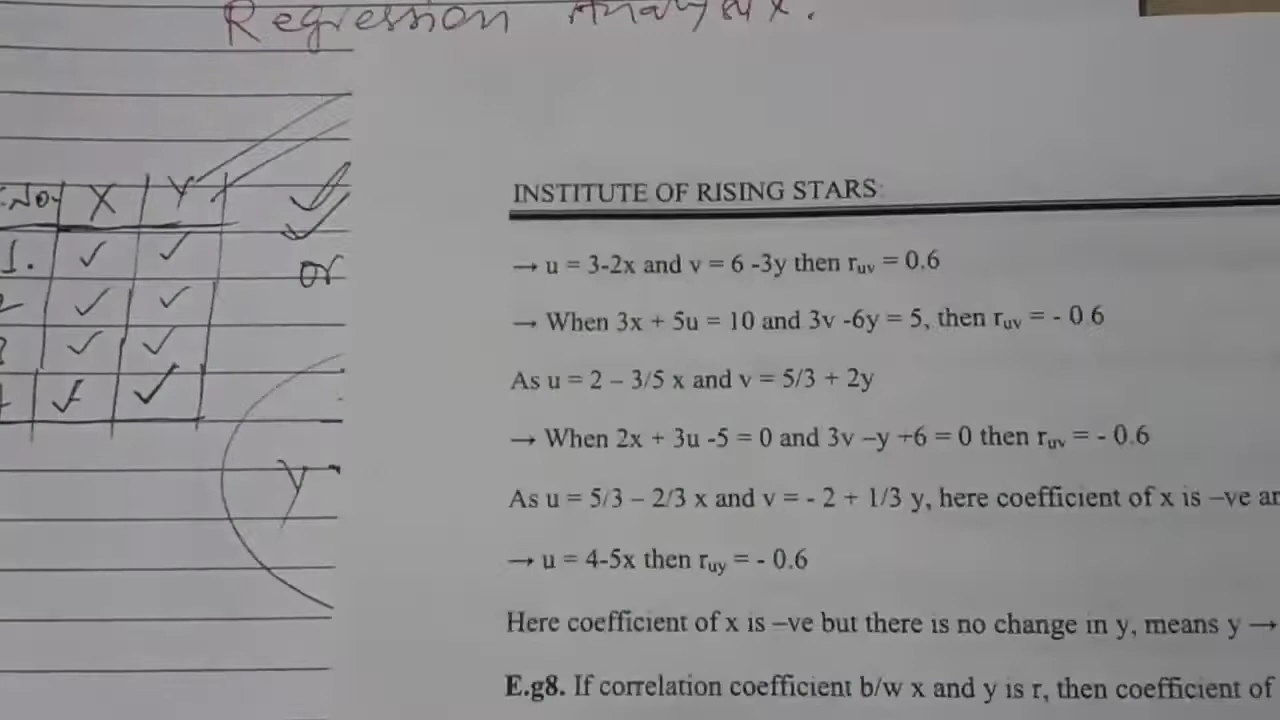 Regression Analysis.
S.No. X Y
1. ✓ ✓
2 ✓ ✓
3 ✓ ✓
✓ ✓
or
y
INSTITUTE OF RISING STARS
→ u = 3-2x and v = 6 -3y then ruv = 0.6
→ When 3x + 5u = 10 and 3v -6y = 5, then ruv = - 0.6
As u = 2 – 3/5 x and v = 5/3 + 2y
→ When 2x + 3u -5 = 0 and 3v –y +6 = 0 then ruv = - 0.6
As u = 5/3 – 2/3 x and v = - 2 + 1/3 y, here coefficient of x is –ve
→ u = 4-5x then ruy = - 0.6
Here coefficient of x is –ve but there is no change in y, means y →
E.g8. If correlation coefficient b/w x and y is r, then coefficient of